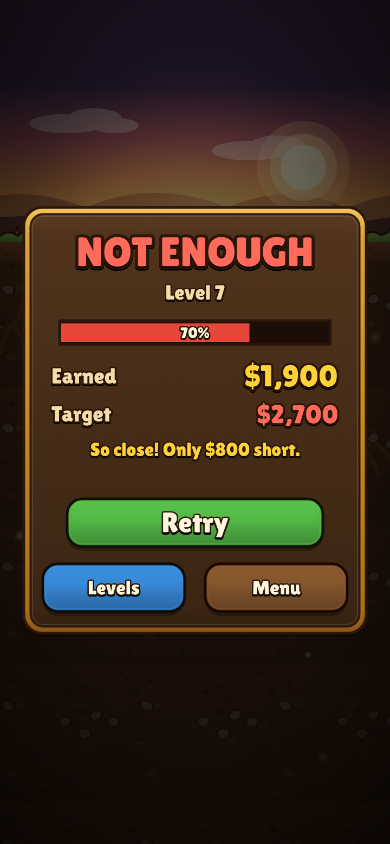 NOT ENOUGH
Level 7
70%
Earned $1,900
Target $2,700
So close! Only $800 short.
Retry
Levels Menu